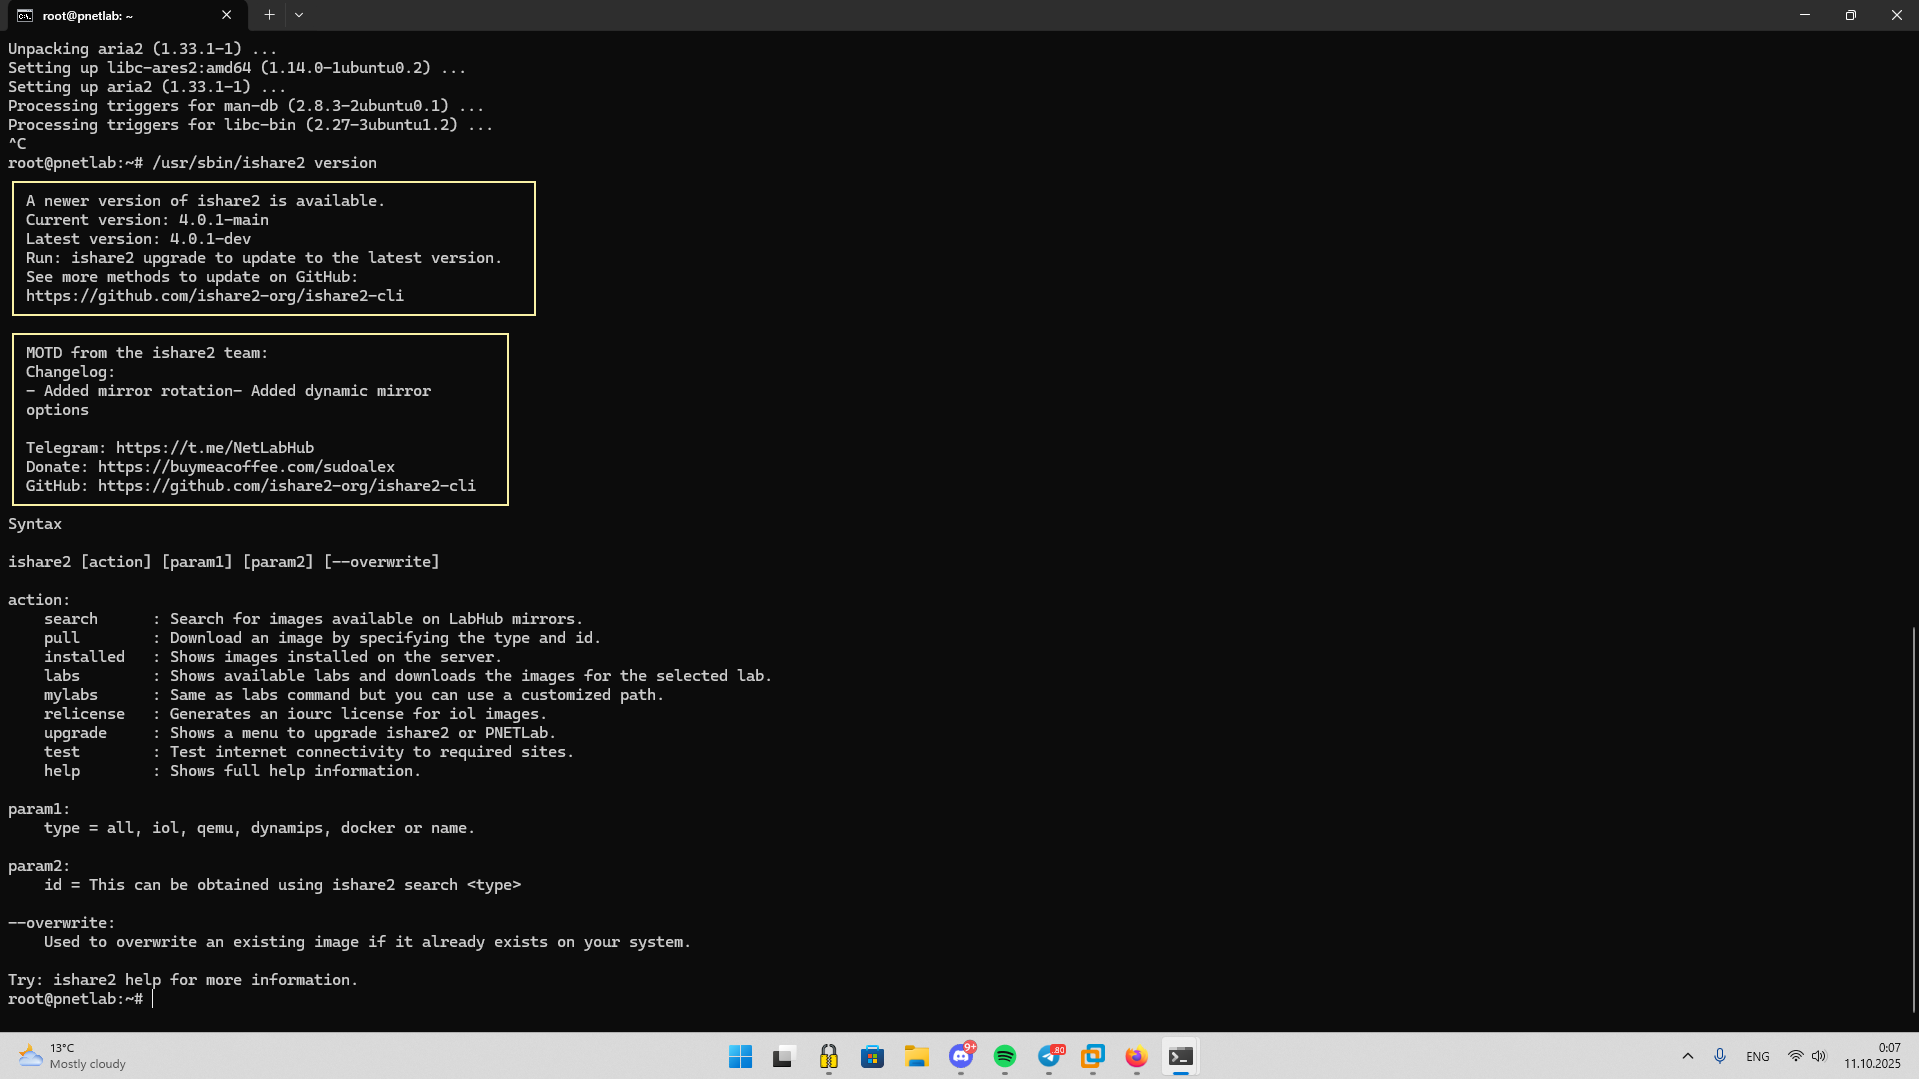 root@pnetlab: ~
Unpacking aria2 (1.33.1-1) ...
Setting up libc-ares2:amd64 (1.14.0-1ubuntu0.2) ...
Setting up aria2 (1.33.1-1) ...
Processing triggers for man-db (2.8.3-2ubuntu0.1) ...
Processing triggers for libc-bin (2.27-3ubuntu1.2) ...
^C
root@pnetlab:~# /usr/sbin/ishare2 version
A newer version of ishare2 is available.
Current version: 4.0.1-main
Latest version: 4.0.1-dev
Run: ishare2 upgrade to update to the latest version.
See more methods to update on GitHub:
https://github.com/ishare2-org/ishare2-cli
MOTD from the ishare2 team:
Changelog:
- Added mirror rotation- Added dynamic mirror
options
Telegram: https://t.me/NetLabHub
Donate: https://buymeacoffee.com/sudoalex
GitHub: https://github.com/ishare2-org/ishare2-cli
Syntax
ishare2 [action] [param1] [param2] [--overwrite]
action:
search : Search for images available on LabHub mirrors.
pull : Download an image by specifying the type and id.
installed : Shows images installed on the server.
labs : Shows available labs and downloads the images for the selected lab.
mylabs : Same as labs command but you can use a customized path.
relicense : Generates an iourc license for iol images.
upgrade : Shows a menu to upgrade ishare2 or PNETLab.
test : Test internet connectivity to required sites.
help : Shows full help information.
param1:
type = all, iol, qemu, dynamips, docker or name.
param2:
id = This can be obtained using ishare2 search <type>
--overwrite:
Used to overwrite an existing image if it already exists on your system.
Try: ishare2 help for more information.
root@pnetlab:~#
13°C
Mostly cloudy
9+
80
ENG
0:07
11.10.2025